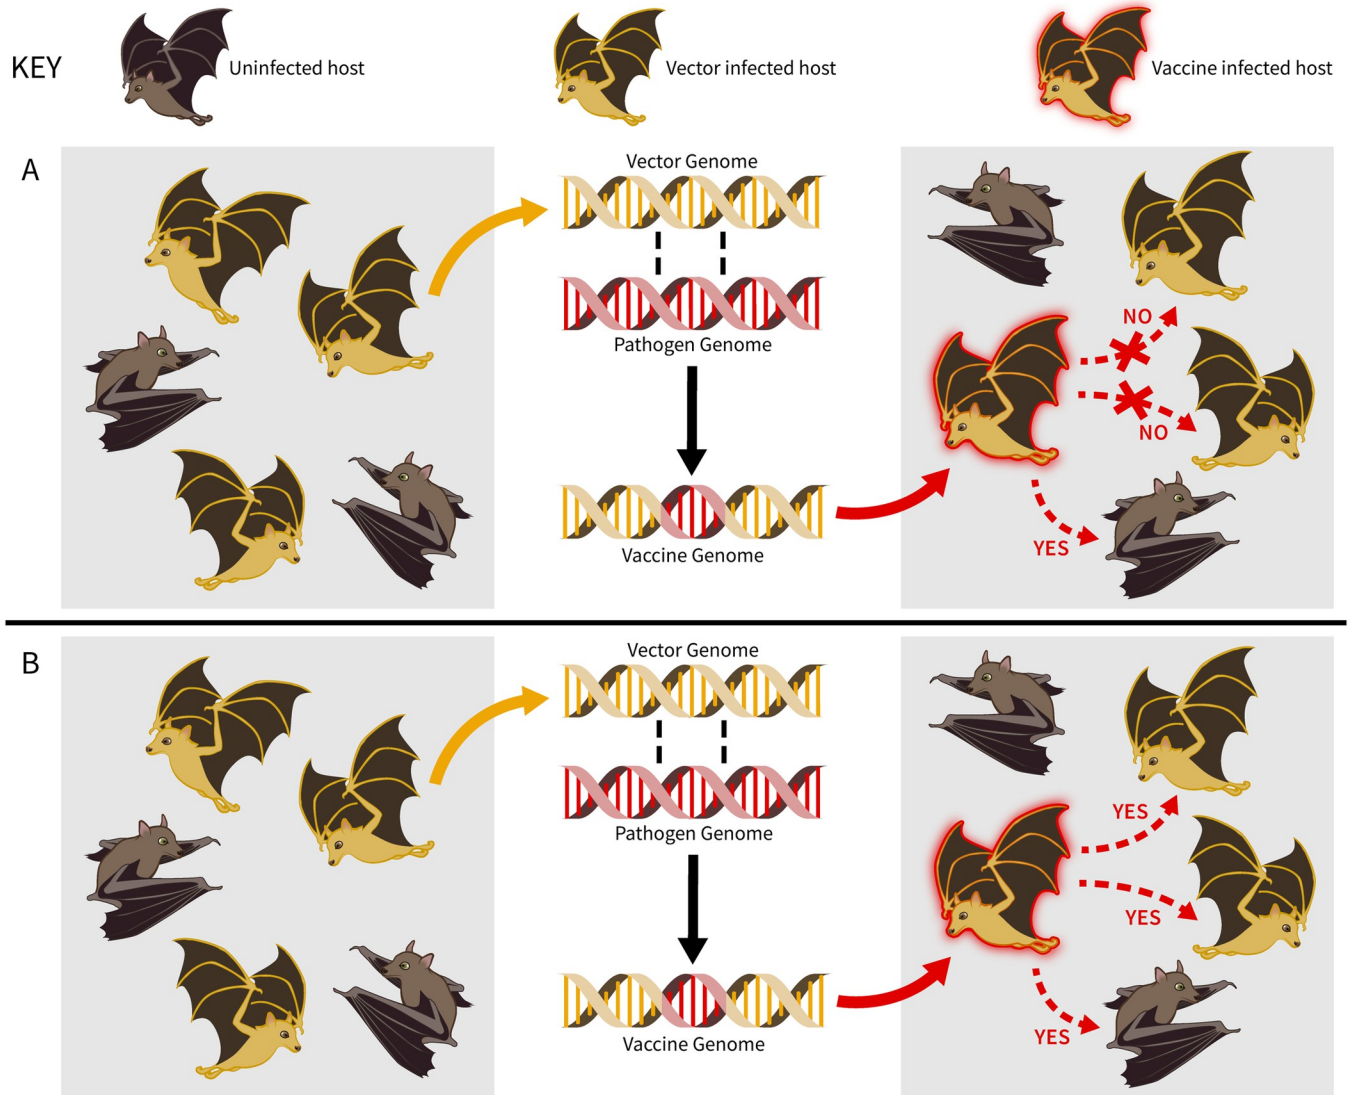 KEY
Uninfected host
Vector infected host
Vaccine infected host
A
Vector Genome
Pathogen Genome
Vaccine Genome
NO
NO
YES
B
Vector Genome
Pathogen Genome
Vaccine Genome
YES
YES
YES